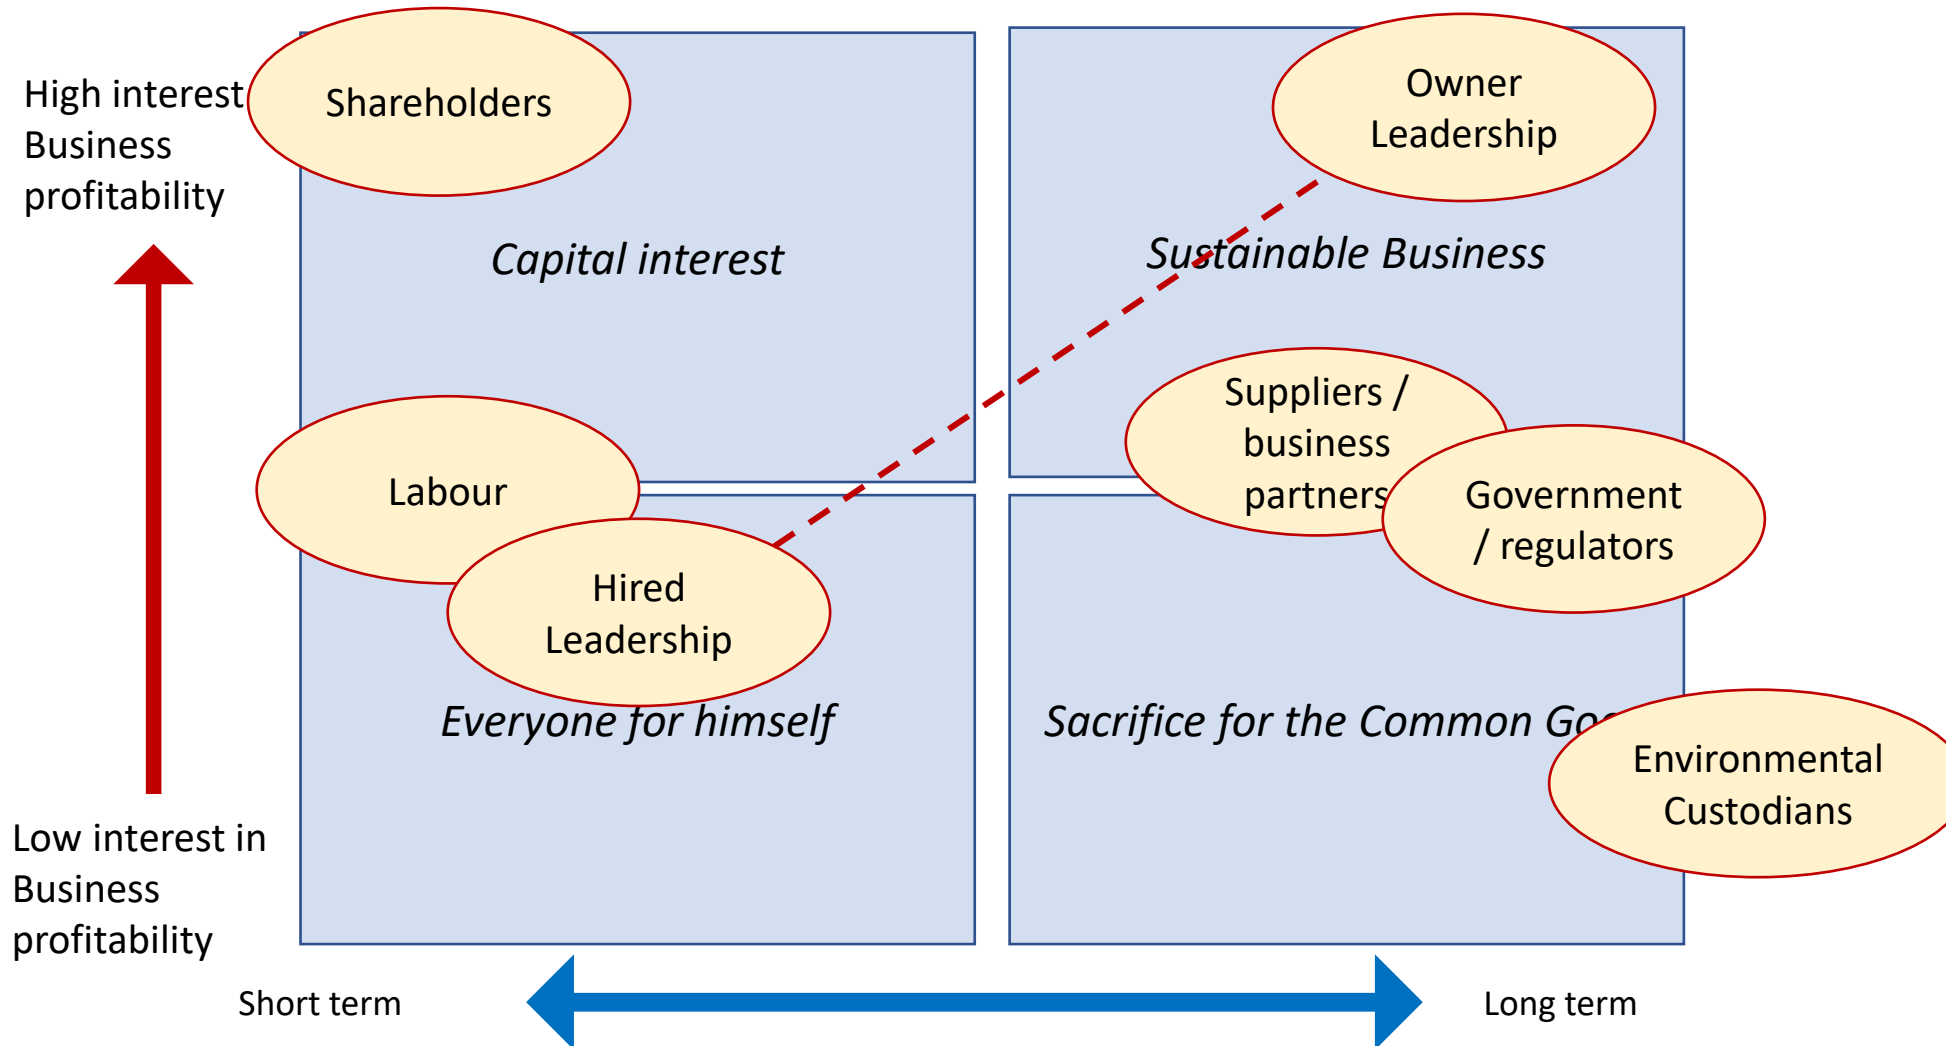 High interest
Business
profitability
Shareholders
Owner
Leadership
Capital interest
Sustainable Business
Suppliers /
business
partners
Labour
Government
/ regulators
Hired
Leadership
Everyone for himself
Sacrifice for the Common Go
Environmental
Custodians
Low interest in
Business
profitability
Short term
Long term